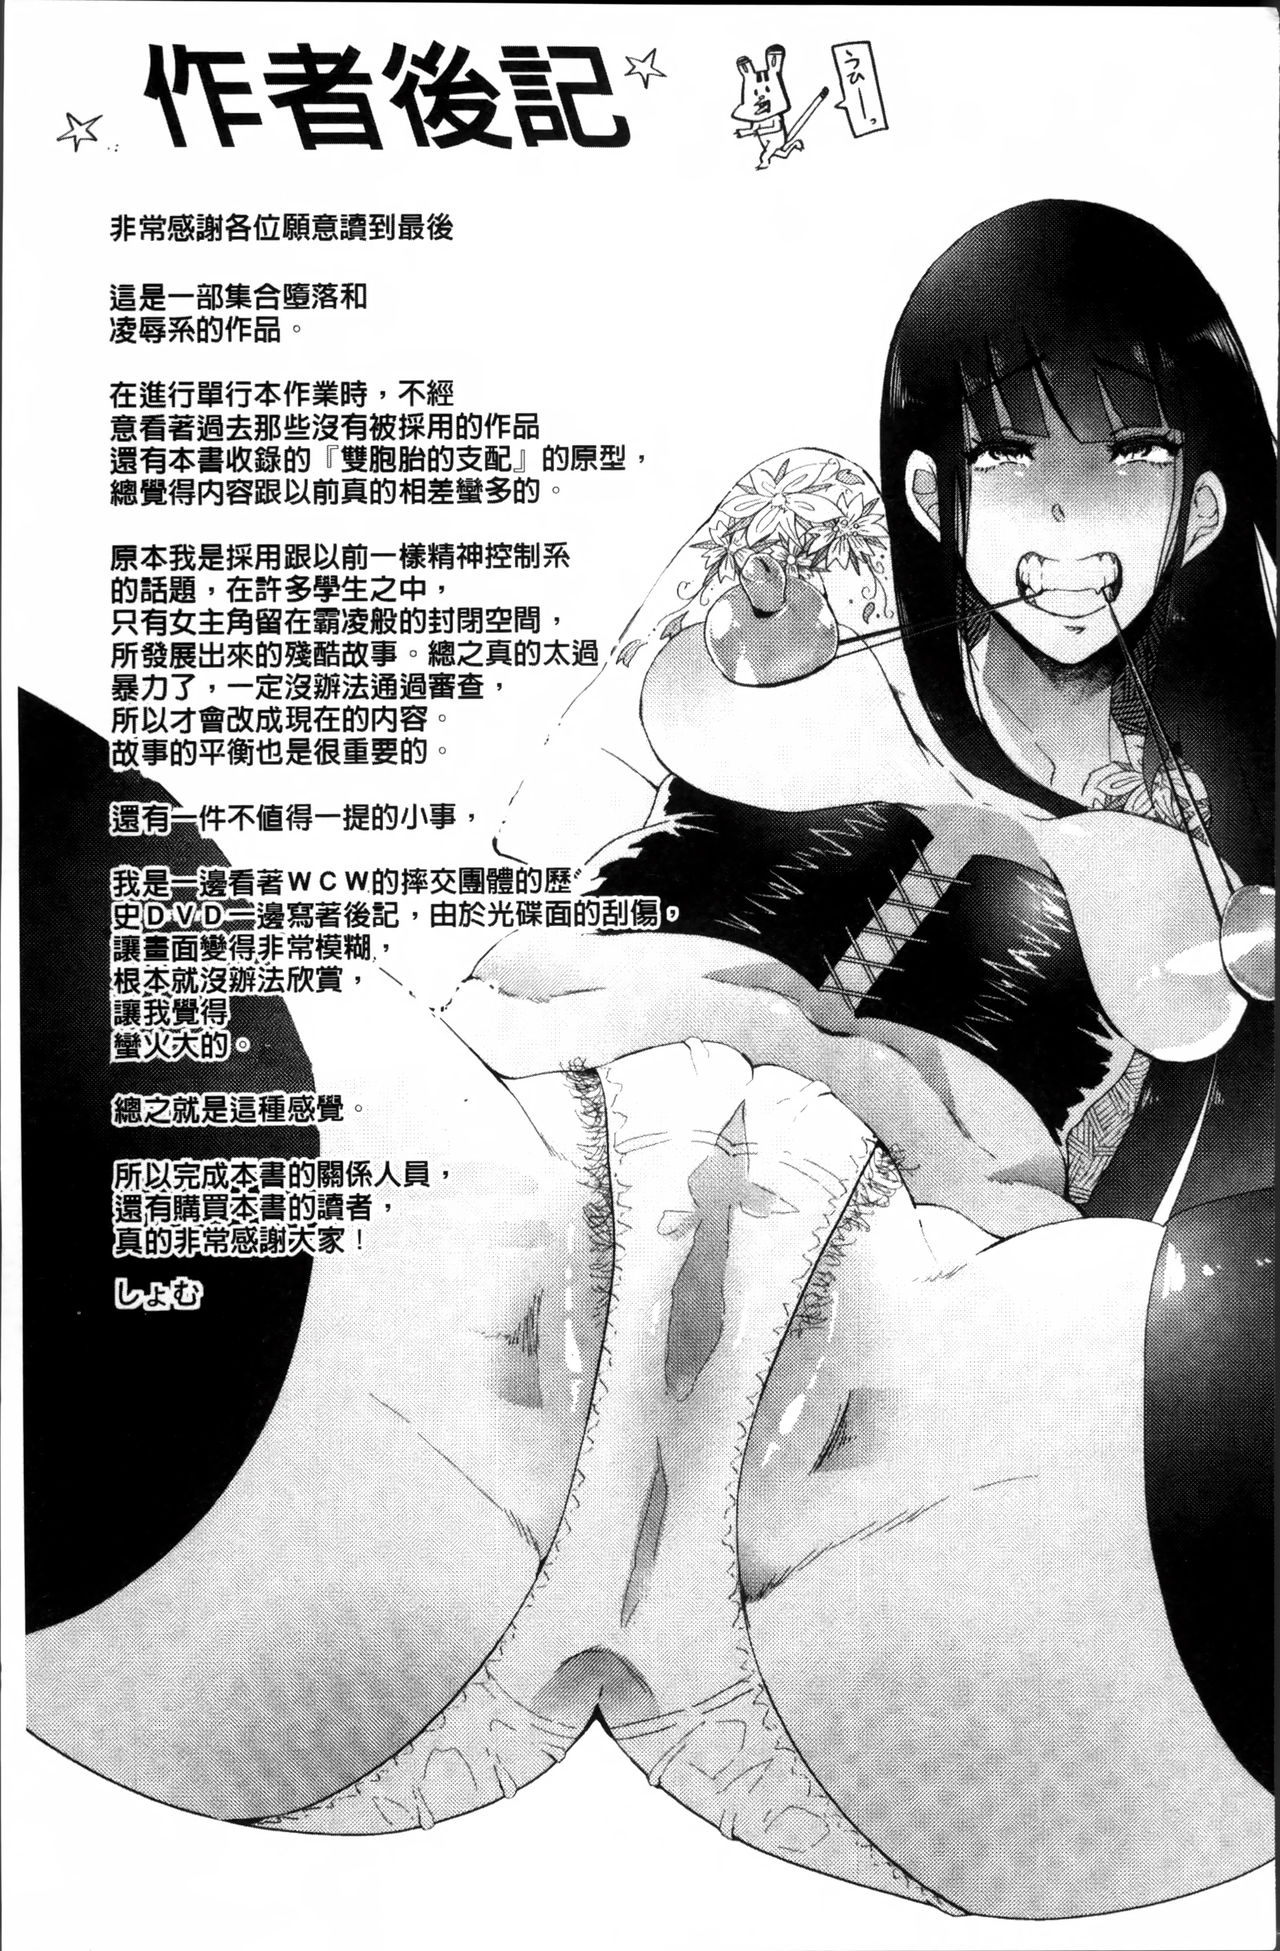 作者後記
うひーっ
非常感謝各位願意讀到最後
這是一部集合墮落和
凌辱系的作品。
在進行單行本作業時，不經
意看著過去那些沒有被採用的作品
還有本書收錄的『雙胞胎的支配』的原型，
總覺得內容跟以前真的相差蠻多的。
原本我是採用跟以前一樣精神控制系
的話題，在許多學生之中，
只有女主角留在霸凌般的封閉空間，
所發展出來的殘酷故事。總之真的太過
暴力了，一定沒辦法通過審查，
所以才會改成現在的內容。
故事的平衡也是很重要的。
還有一件不值得一提的小事，
我是一邊看著WCW的摔交團體的歷
史DVD一邊寫著後記，由於光碟面的刮傷，
讓畫面變得非常模糊，
根本就沒辦法欣賞，
讓我覺得
蠻火大的。
總之就是這種感覺。
所以完成本書的關係人員，
還有購買本書的讀者，
真的非常感謝大家！
しょむ